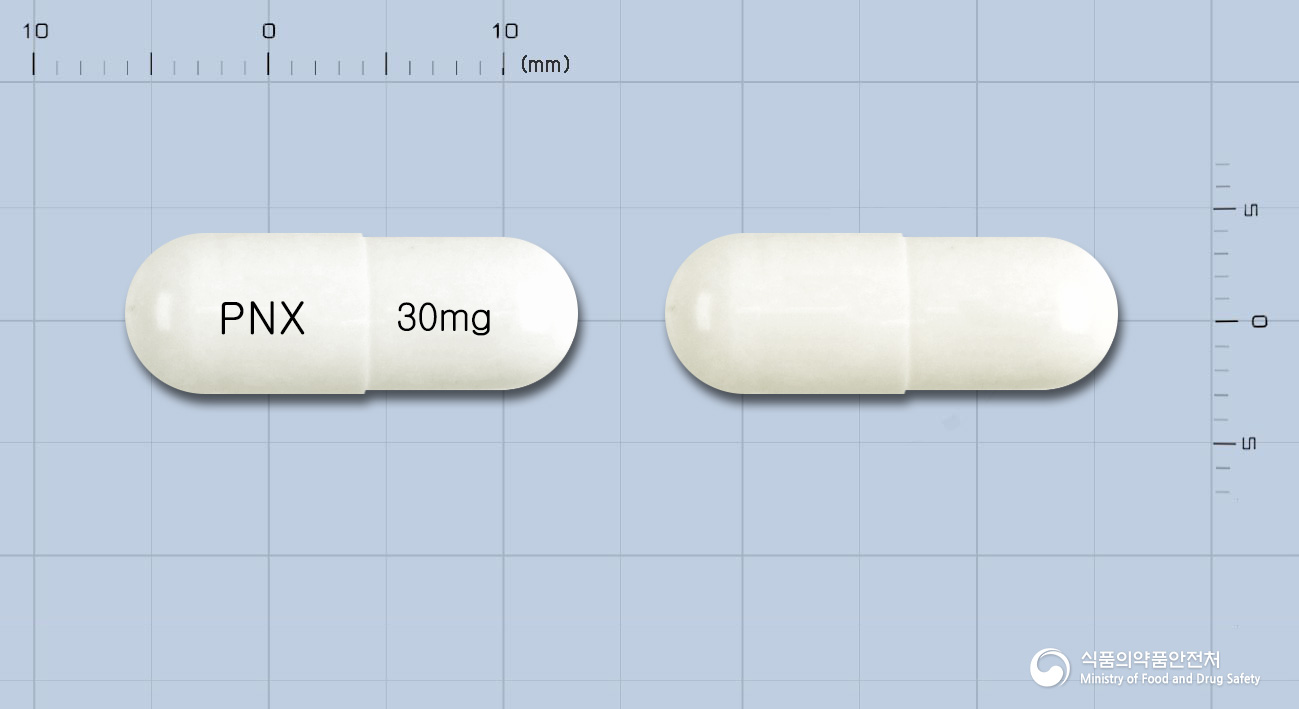 10 0 10
(mm)
5
0
5
PNX 30mg
식품의약품안전처
Ministry of Food and Drug Safety